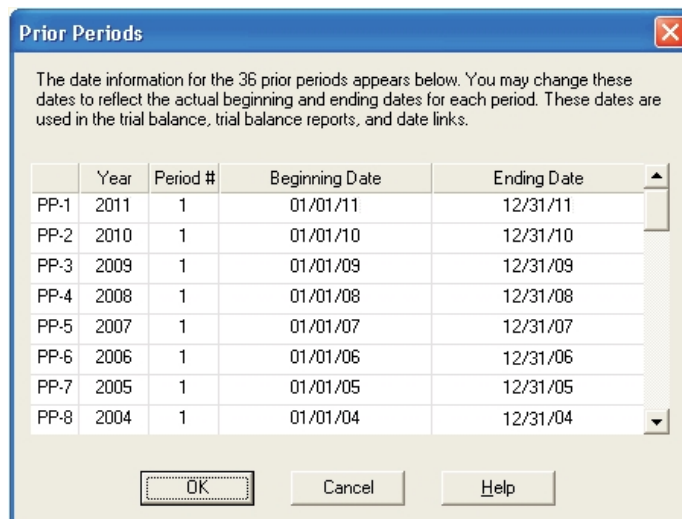 Prior Periods
The date information for the 36 prior periods appears below. You may change these
dates to reflect the actual beginning and ending dates for each period. These dates are
used in the trial balance, trial balance reports, and date links.
Year Period # Beginning Date Ending Date
PP-1 2011 1 01/01/11 12/31/11
PP-2 2010 1 01/01/10 12/31/10
PP-3 2009 1 01/01/09 12/31/09
PP-4 2008 1 01/01/08 12/31/08
PP-5 2007 1 01/01/07 12/31/07
PP-6 2006 1 01/01/06 12/31/06
PP-7 2005 1 01/01/05 12/31/05
PP-8 2004 1 01/01/04 12/31/04
OK Cancel Help